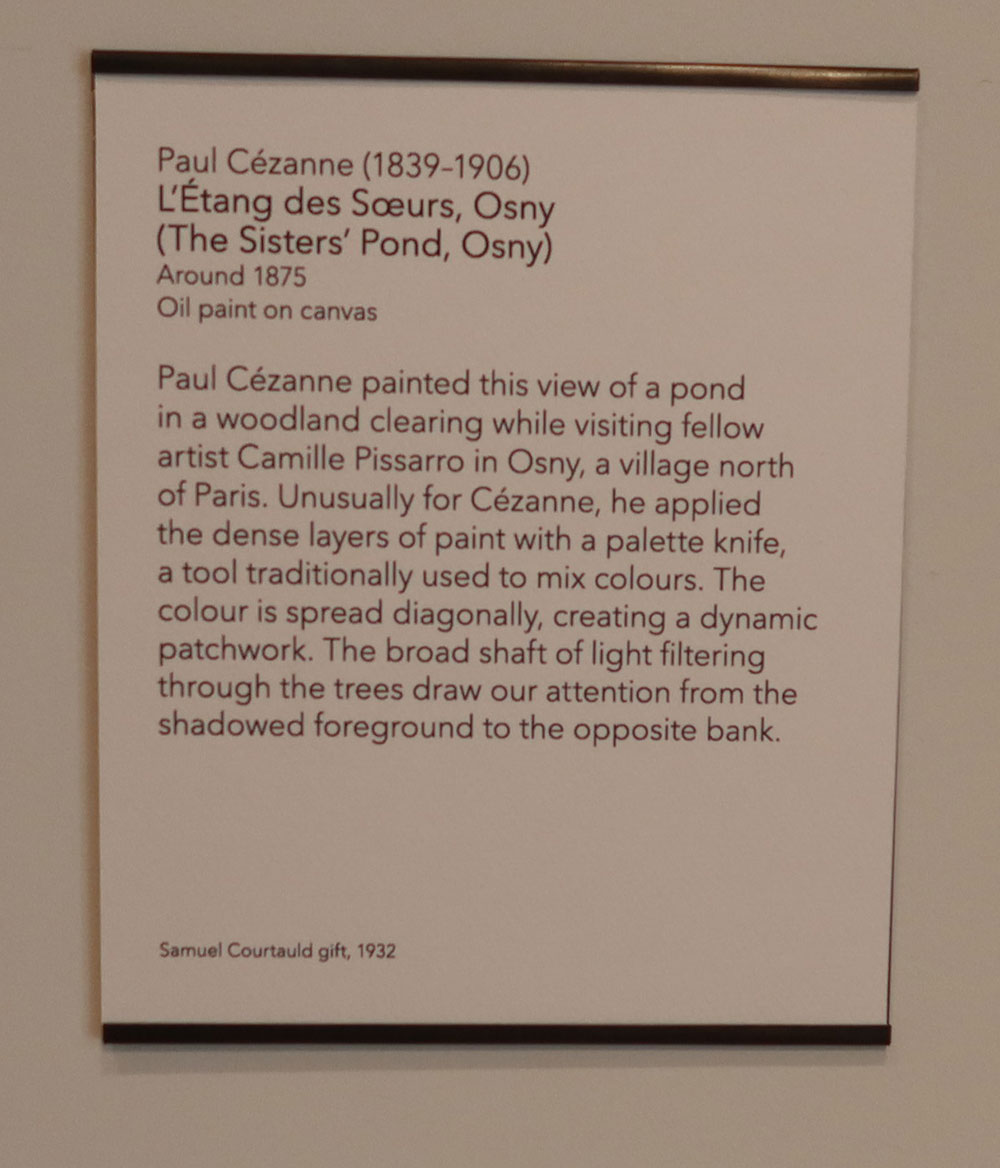 Paul Cézanne (1839–1906)
L’Étang des Sœurs, Osny
(The Sisters’ Pond, Osny)
Around 1875
Oil paint on canvas
Paul Cézanne painted this view of a pond
in a woodland clearing while visiting fellow
artist Camille Pissarro in Osny, a village north
of Paris. Unusually for Cézanne, he applied
the dense layers of paint with a palette knife,
a tool traditionally used to mix colours. The
colour is spread diagonally, creating a dynamic
patchwork. The broad shaft of light filtering
through the trees draw our attention from the
shadowed foreground to the opposite bank.
Samuel Courtauld gift, 1932